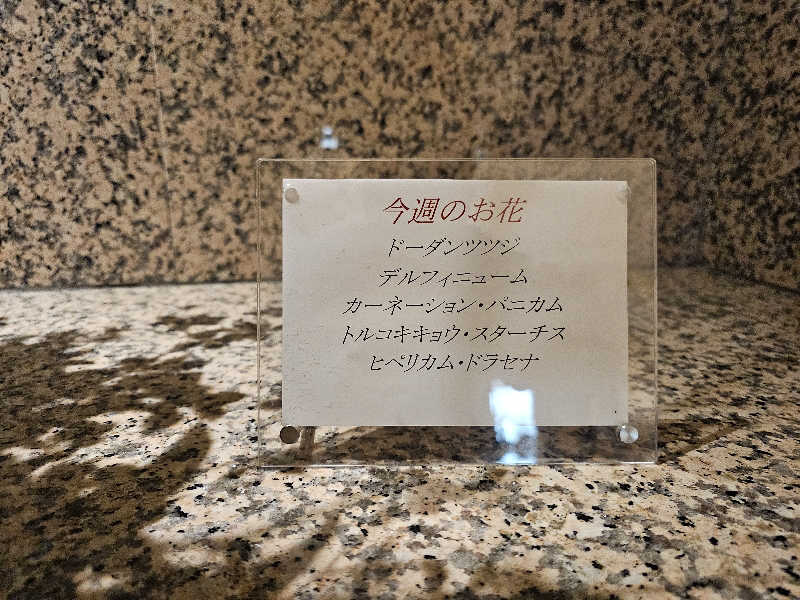 今週のお花
ドーダンツツジ
デルフィニューム
カーネーション・パニカム
トルコキキョウ・スターチス
ヒペリカム・ドラセナ